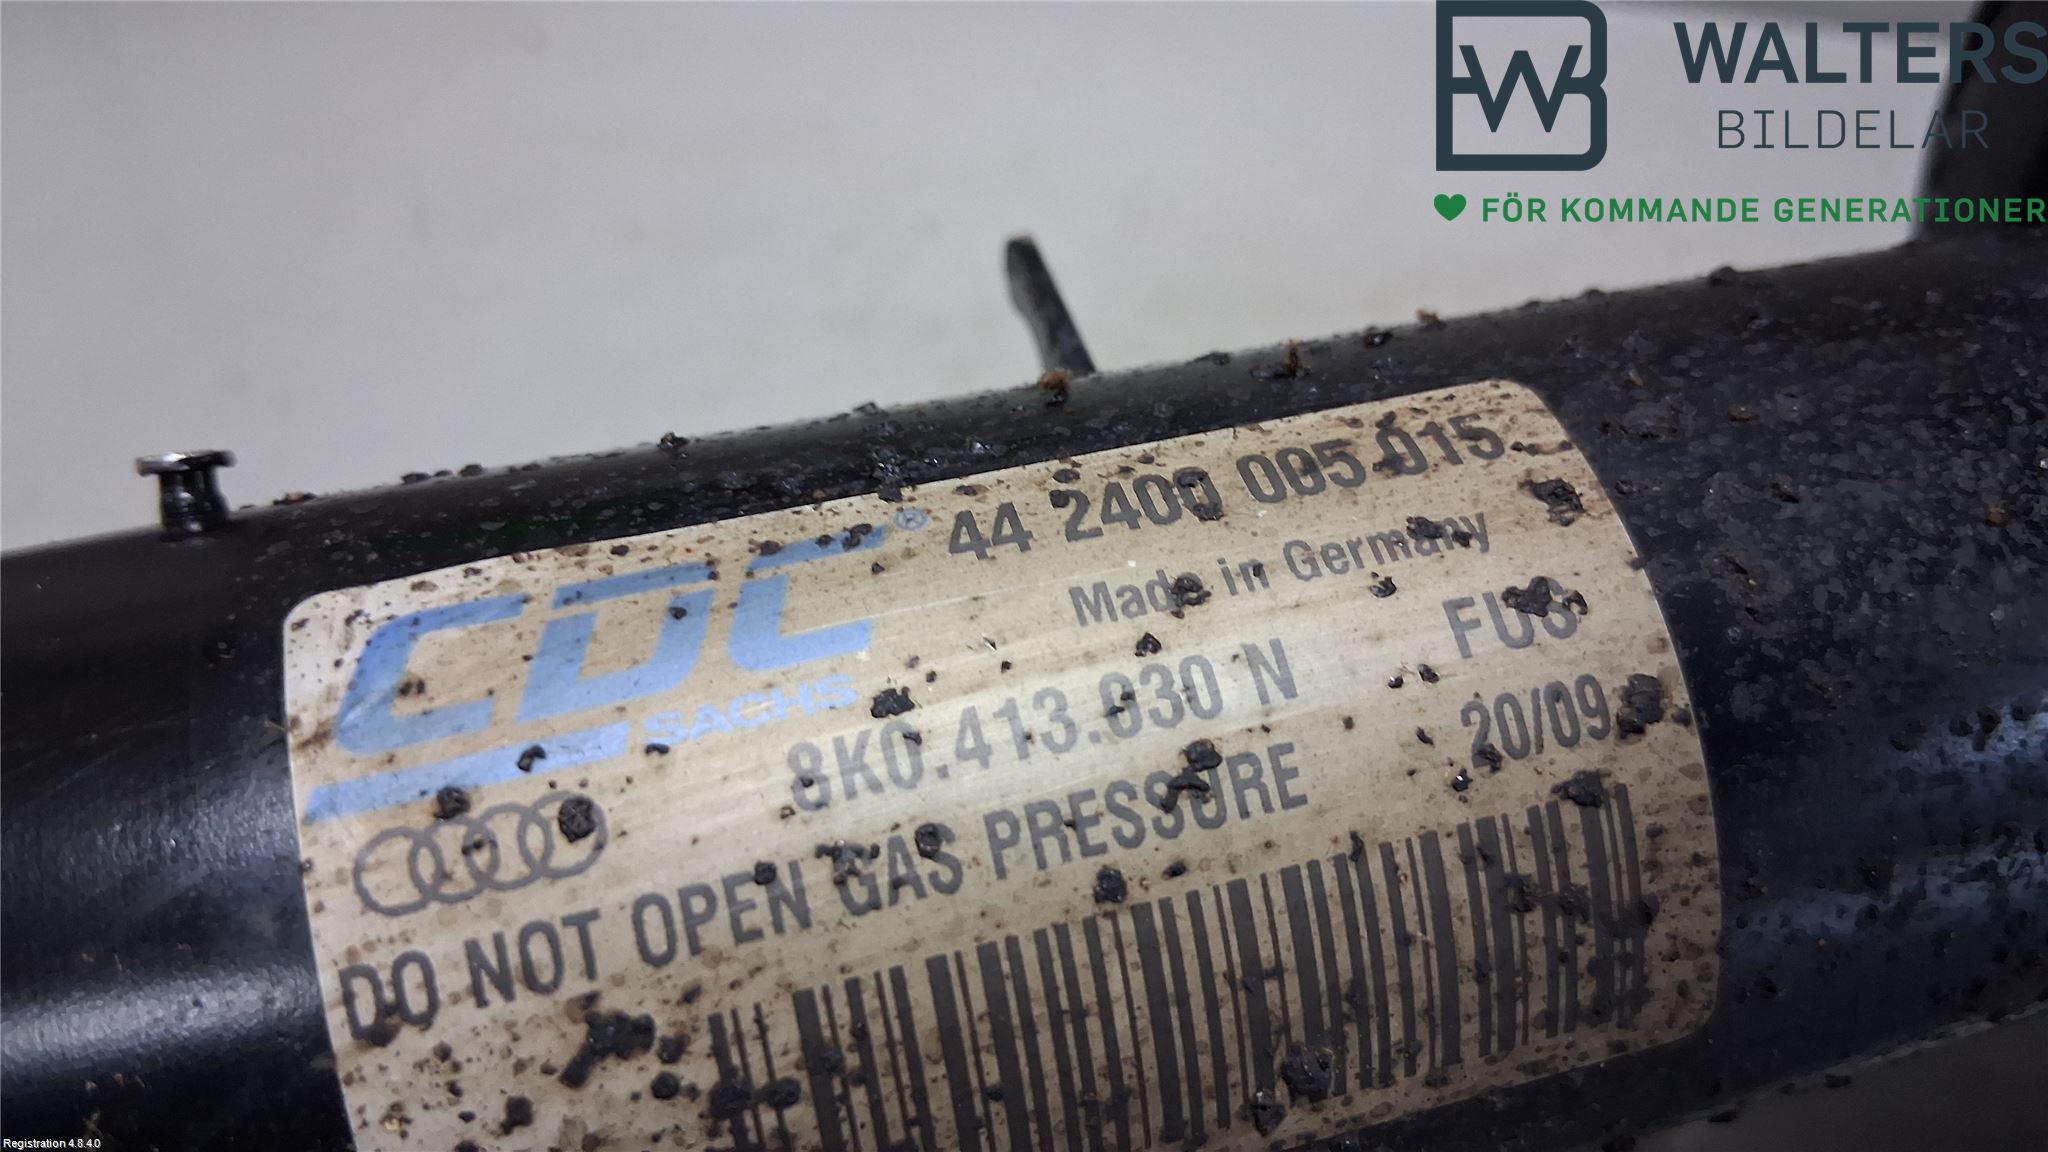 WALTERS
BILDELAR
FÖR KOMMANDE GENERATIONER
CDC® 44 2400 005 015
Made in Germany
SACHS
FUS
8K0.413.030 N
20/09
DO NOT OPEN GAS PRESSURE
Registration 4.8.4.0